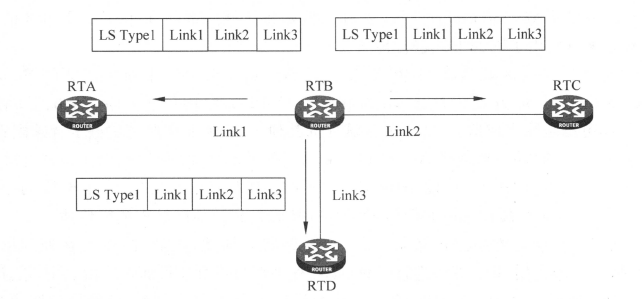 LS Type1 Link1 Link2 Link3
LS Type1 Link1 Link2 Link3
RTA
RTB
RTC
ROUTER
ROUTER
ROUTER
Link1
Link2
LS Type1 Link1 Link2 Link3
Link3
ROUTER
RTD